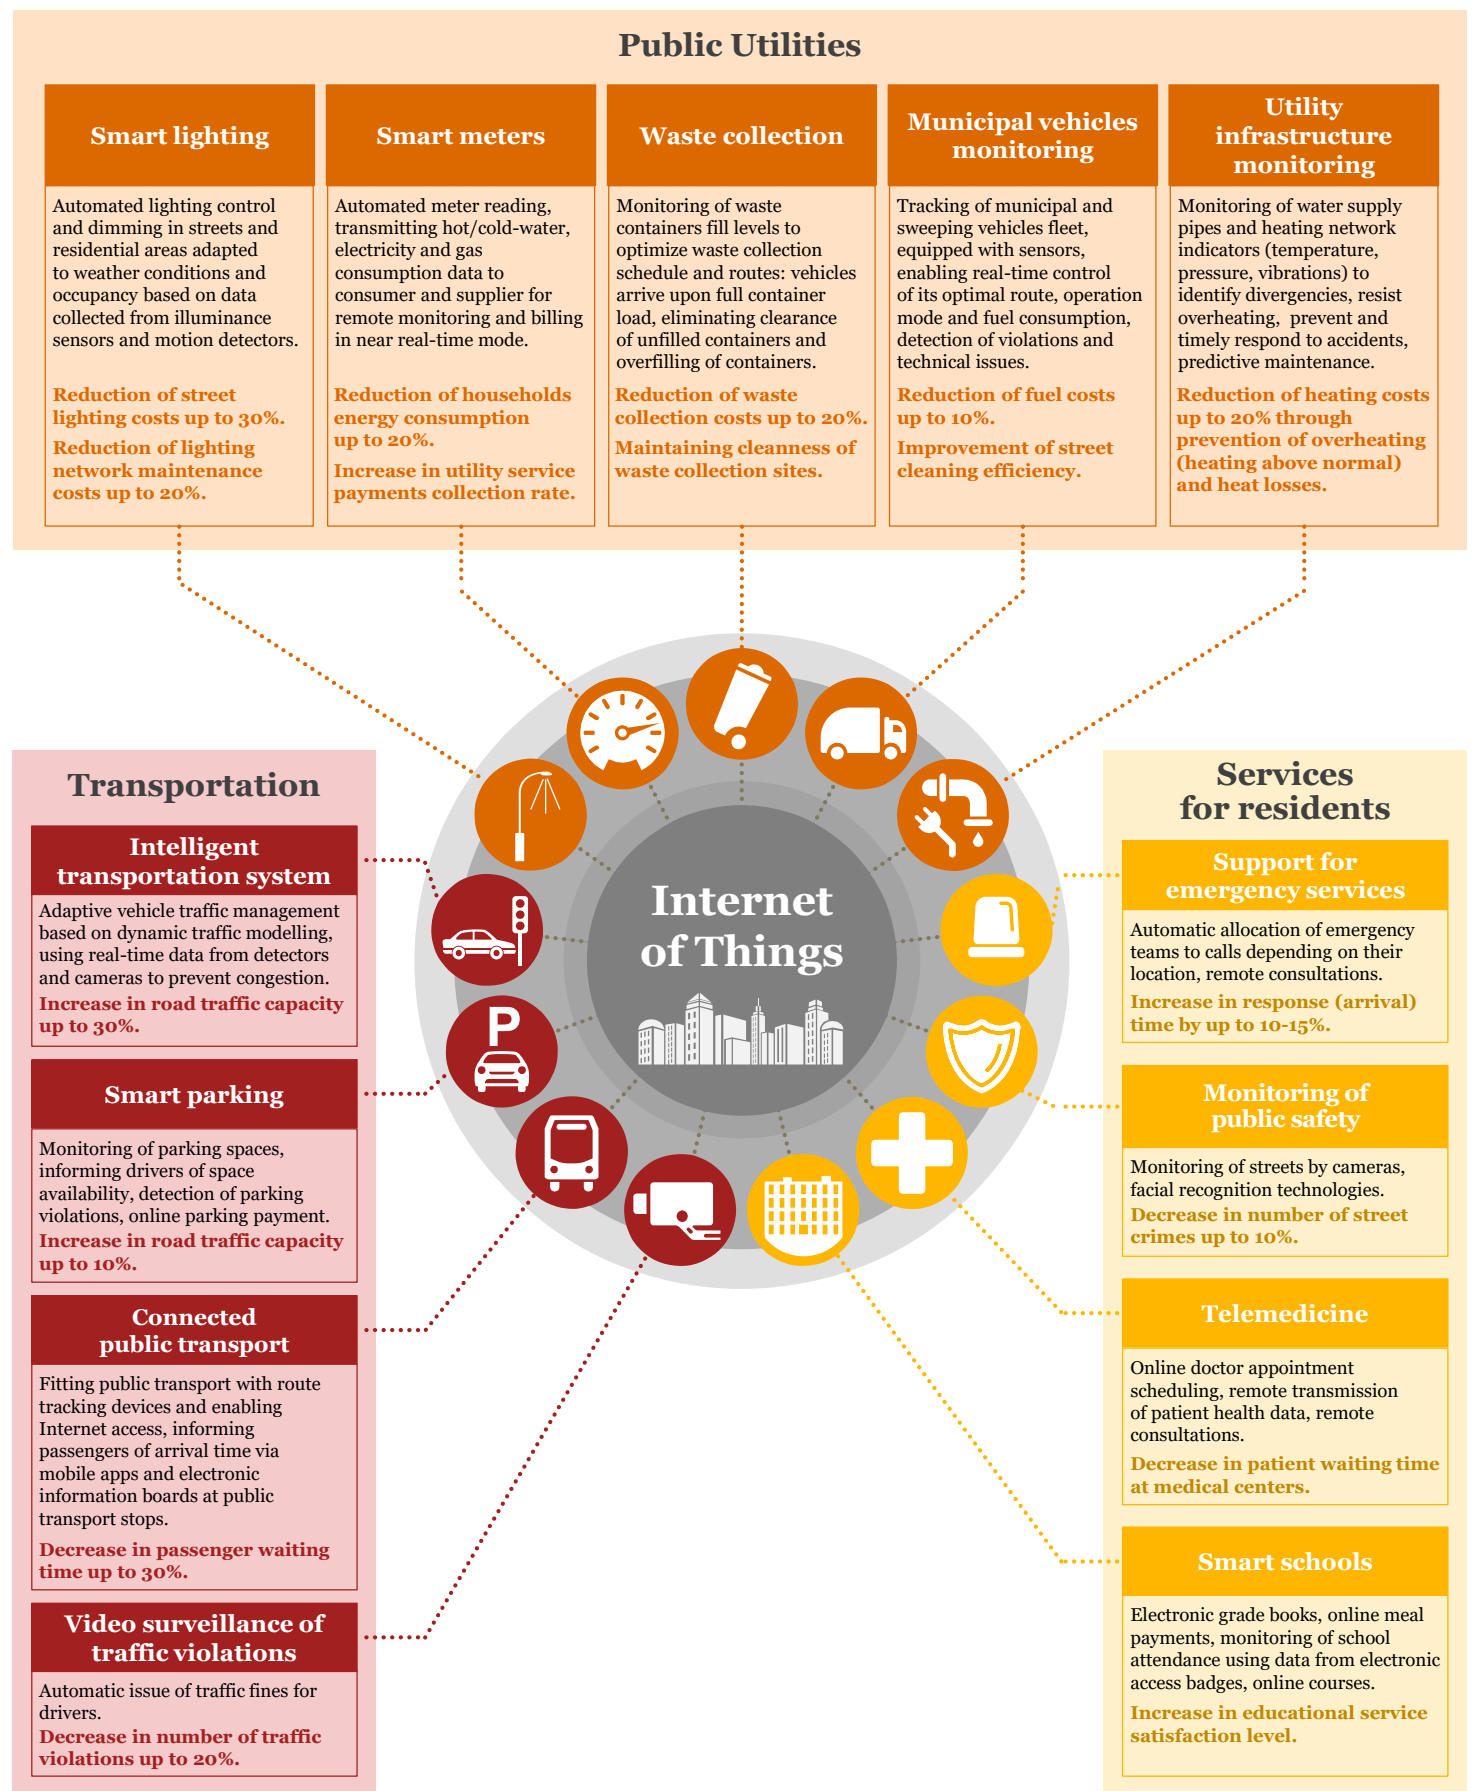 Public Utilities
Smart lighting
Automated lighting control
and dimming in streets and
residential areas adapted
to weather conditions and
occupancy based on data
collected from illuminance
sensors and motion detectors.
Reduction of street
lighting costs up to 30%.
Reduction of lighting
network maintenance
costs up to 20%.
Smart meters
Automated meter reading,
transmitting hot/cold-water,
electricity and gas
consumption data to
consumer and supplier for
remote monitoring and billing
in near real-time mode.
Reduction of households
energy consumption
up to 20%.
Increase in utility service
payments collection rate.
Waste collection
Monitoring of waste
containers fill levels to
optimize waste collection
schedule and routes: vehicles
arrive upon full container
load, eliminating clearance
of unfilled containers and
overfilling of containers.
Reduction of waste
collection costs up to 20%.
Maintaining cleanness of
waste collection sites.
Municipal vehicles
monitoring
Tracking of municipal and
sweeping vehicles fleet,
equipped with sensors,
enabling real-time control
of its optimal route, operation
mode and fuel consumption,
detection of violations and
technical issues.
Reduction of fuel costs
up to 10%.
Improvement of street
cleaning efficiency.
Utility
infrastructure
monitoring
Monitoring of water supply
pipes and heating network
indicators (temperature,
pressure, vibrations) to
identify divergencies, resist
overheating, prevent and
timely respond to accidents,
predictive maintenance.
Reduction of heating costs
up to 20% through
prevention of overheating
(heating above normal)
and heat losses.
Transportation
Intelligent
transportation system
Adaptive vehicle traffic management
based on dynamic traffic modelling,
using real-time data from detectors
and cameras to prevent congestion.
Increase in road traffic capacity
up to 30%.
Smart parking
Monitoring of parking spaces,
informing drivers of space
availability, detection of parking
violations, online parking payment.
Increase in road traffic capacity
up to 10%.
Connected
public transport
Fitting public transport with route
tracking devices and enabling
Internet access, informing
passengers of arrival time via
mobile apps and electronic
information boards at public
transport stops.
Decrease in passenger waiting
time up to 30%.
Video surveillance of
traffic violations
Automatic issue of traffic fines for
drivers.
Decrease in number of traffic
violations up to 20%.
Internet
of Things
P
Services
for residents
Support for
emergency services
Automatic allocation of emergency
teams to calls depending on their
location, remote consultations.
Increase in response (arrival)
time by up to 10-15%.
Monitoring of
public safety
Monitoring of streets by cameras,
facial recognition technologies.
Decrease in number of street
crimes up to 10%.
Telemedicine
Online doctor appointment
scheduling, remote transmission
of patient health data, remote
consultations.
Decrease in patient waiting time
at medical centers.
Smart schools
Electronic grade books, online meal
payments, monitoring of school
attendance using data from electronic
access badges, online courses.
Increase in educational service
satisfaction level.